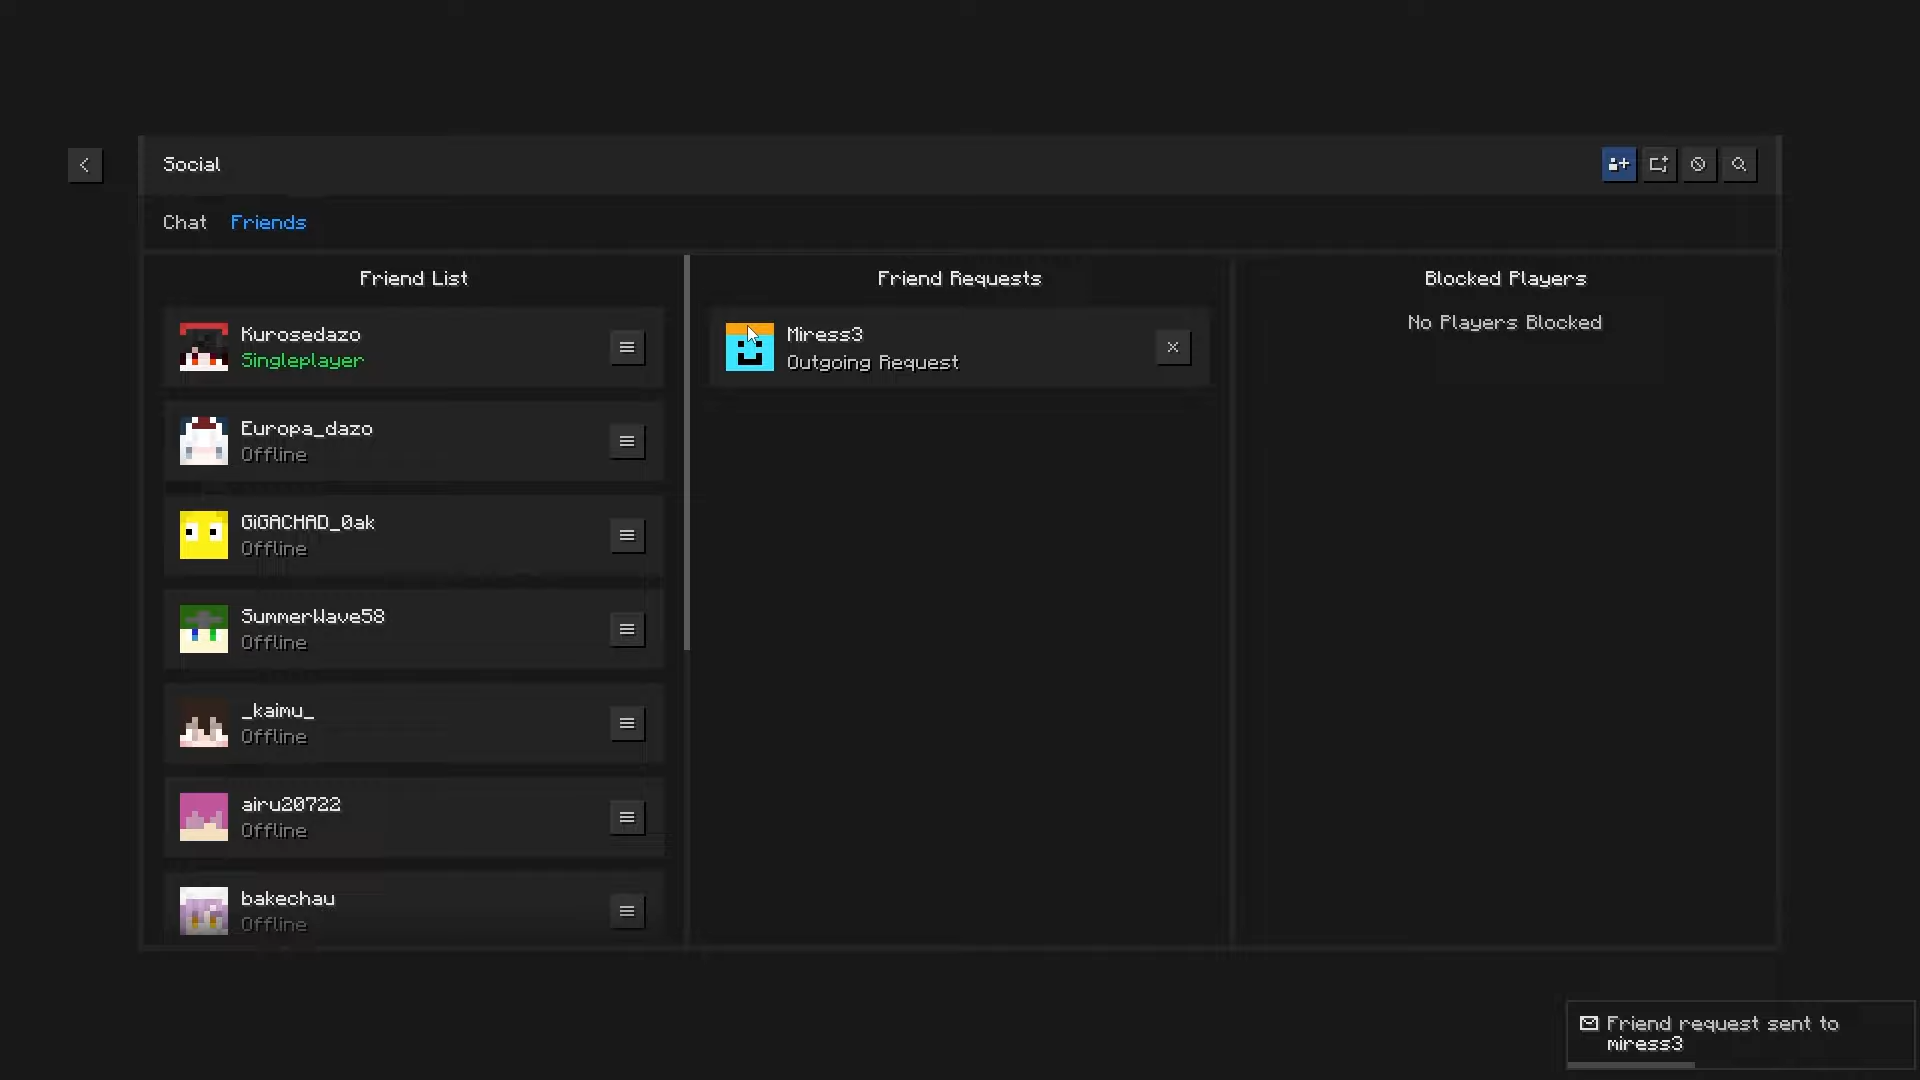 Social
Chat Friends
Friend List
Kurosedazo
Singleplayer
Europa_dazo
Offline
GiGACHAD_0ak
Offline
SummerWave58
Offline
_kaimu_
Offline
airu20722
Offline
bakechau
Offline
Friend Requests
Miress3
Outgoing Request
Blocked Players
No Players Blocked
Friend request sent to
miress3